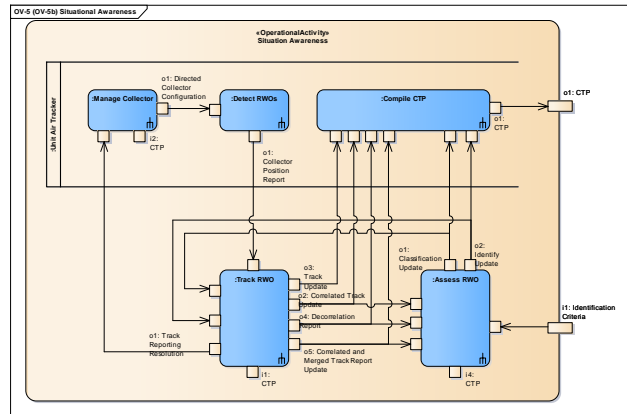 OV-5 (OV-5b) Situational Awareness
«OperationalActivity»
Situation Awareness
:Unit Air Tracker
:Manage Collector
o1: Directed
Collector
Configuration
:Detect RWOs
:Compile CTP
o1: CTP
i2:
CTP
o1:
CTP
o1:
Collector
Position
Report
o1:
Classification
Update
o2:
Identify
Update
:Track RWO
o3:
Track
Update
o2: Correlated Track
Update
o4: Decorrelation
Report
o5: Correlated and
Merged Track Report
Update
o1: Track
Reporting
Resolution
i1:
CTP
:Assess RWO
i4:
CTP
i1: Identification
Criteria